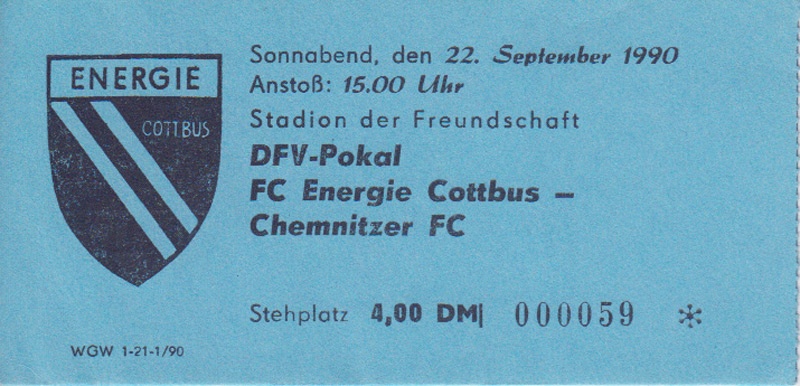 ENERGIE
COTTBUS
Sonnabend, den 22. September 1990
Anstoß: 15.00 Uhr
Stadion der Freundschaft
DFV-Pokal
FC Energie Cottbus –
Chemnitzer FC
Stehplatz 4,00 DM| 000059 *
WGW 1-21-1/90